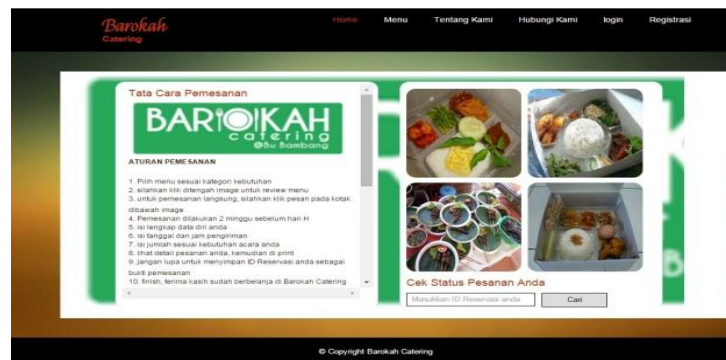 Barokah
Catering
Home Menu Tentang Kami Hubungi Kami login Registrasi
Tata Cara Pemesanan
BAROKAH
catering
@Bu Bambang
ATURAN PEMESANAN
1. Pilih menu sesuai kategori kebutuhan
2. silahkan klik ditengah image untuk review menu
3. untuk pemesanan langsung, silahkan klik pesan pada kotak
dibawah image
4. Pemesanan dilakukan 2 minggu sebelum hari H
5. isi lengkap data diri anda
6. isi tanggal dan jam pengiriman
7. isi jumlah sesuai kebutuhan acara anda
8. lihat detail pesanan anda, kemudian di print
9. jangan lupa untuk menyimpan ID Reservasi anda sebagai
bukti pemesanan
10. finish, terima kasih sudah berbelanja di Barokah Catering
Cek Status Pesanan Anda
Masukkan ID Reservasi anda Cari
© Copyright Barokah Catering